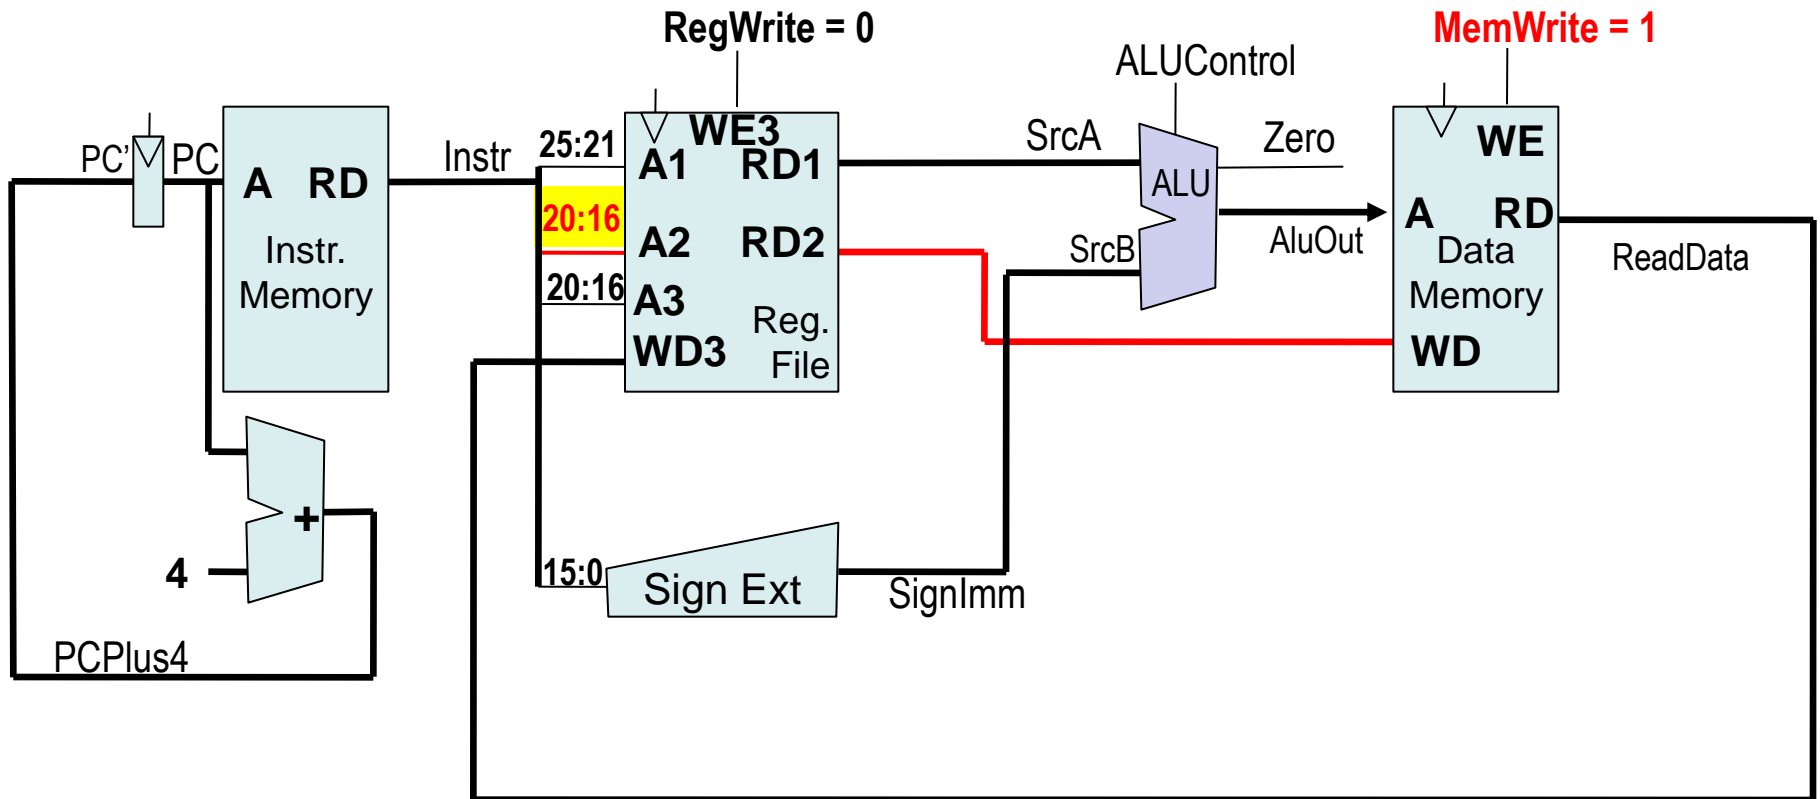 RegWrite = 0
MemWrite = 1
ALUControl
PC'
PC
A RD
Instr.
Memory
Instr
25:21
20:16
20:16
WE3
A1 RD1
A2 RD2
A3
WD3
Reg.
File
SrcA
SrcB
ALU
Zero
AluOut
WE
A RD
Data
Memory
WD
ReadData
+
4
PCPlus4
15:0
Sign Ext
SignImm